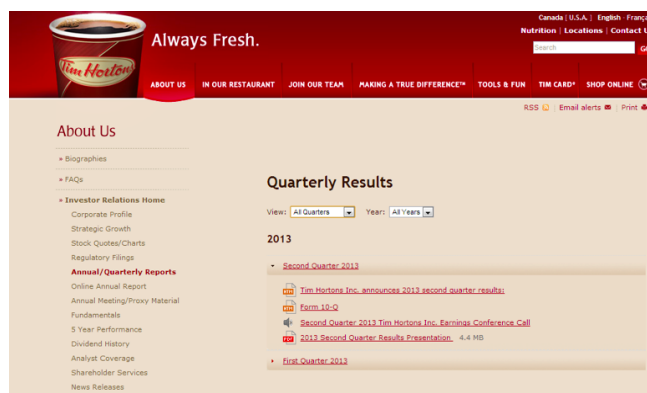 Canada | U.S.A. | English · França
Nutrition | Locations | Contact U
Always Fresh.
Search
GO
Tim Hortons
ABOUT US IN OUR RESTAURANT JOIN OUR TEAM MAKING A TRUE DIFFERENCE™ TOOLS & FUN TIM CARD® SHOP ONLINE
RSS | Email alerts | Print
About Us
» Biographies
» FAQs
» Investor Relations Home
Corporate Profile
Strategic Growth
Stock Quotes/Charts
Regulatory Filings
Annual/Quarterly Reports
Online Annual Report
Annual Meeting/Proxy Material
Fundamentals
5 Year Performance
Dividend History
Analyst Coverage
Shareholder Services
News Releases
Quarterly Results
View: All Quarters Year: All Years
2013
Second Quarter 2013
Tim Hortons Inc. announces 2013 second quarter results:
Form 10-Q
Second Quarter 2013 Tim Hortons Inc. Earnings Conference Call
PDF 2013 Second Quarter Results Presentation 4.4 MB
First Quarter 2013